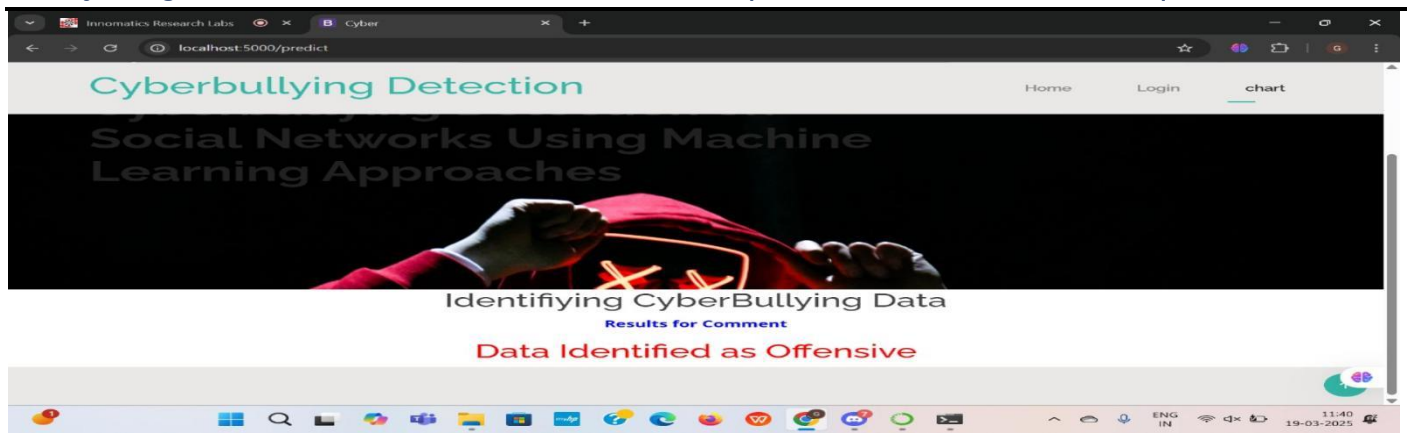 Innomatics Research Labs
Cyber
localhost:5000/predict
G
Cyberbullying Detection
Home Login chart
Social Networks Using Machine
Learning Approaches
Identifiying CyberBullying Data
Results for Comment
Data Identified as Offensive
ENG
IN
11:40
19-03-2025